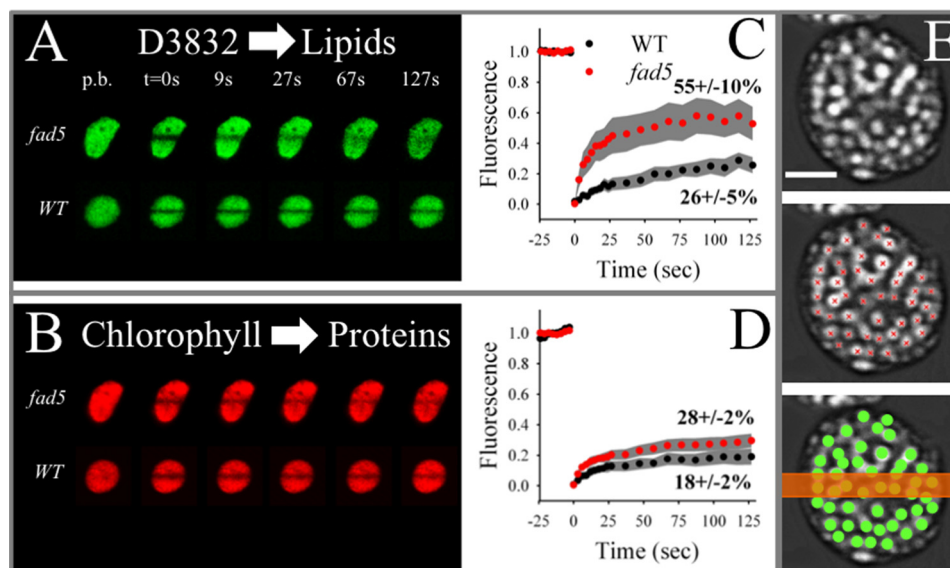 A
D3832 Lipids
p.b. t=0s 9s 27s 67s 127s
fad5
WT
C
WT
fad5
Fluorescence
1.0
0.8
0.6
0.4
0.2
0.0
55+/-10%
26+/-5%
-25 0 25 50 75 100 125
Time (sec)
B
Chlorophyll Proteins
fad5
WT
D
Fluorescence
1.0
0.8
0.6
0.4
0.2
0.0
28+/-2%
18+/-2%
-25 0 25 50 75 100 125
Time (sec)
E